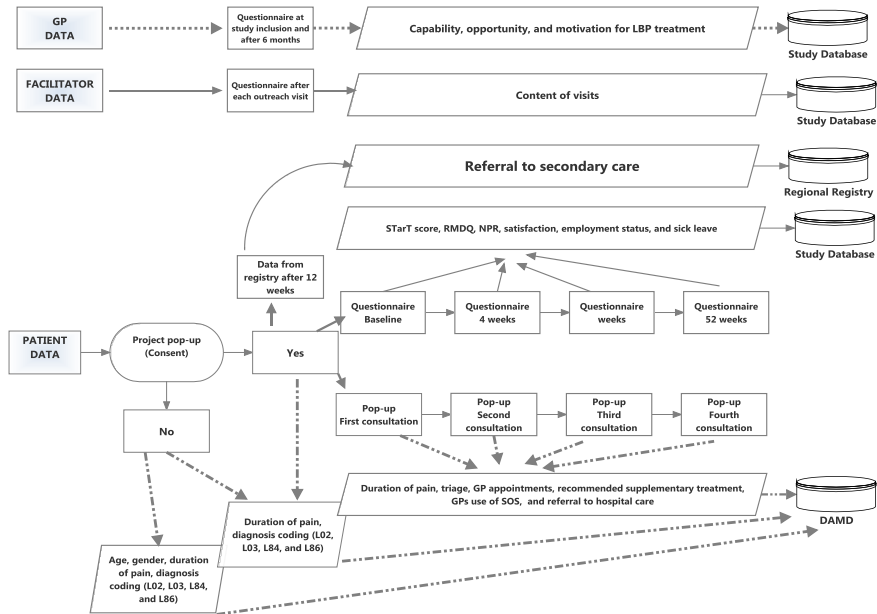 GP
DATA
Questionnaire at
study inclusion and
after 6 months
Capability, opportunity, and motivation for LBP treatment
Study Database
FACILITATOR
DATA
Questionnaire after
each outreach visit
Content of visits
Study Database
Referral to secondary care
Regional Registry
STarT score, RMDQ, NPR, satisfaction, employment status, and sick leave
Study Database
Data from
registry after 12
weeks
Questionnaire
Baseline
Questionnaire
4 weeks
Questionnaire
weeks
Questionnaire
52 weeks
PATIENT
DATA
Project pop-up
(Consent)
Yes
No
Pop-up
First consultation
Pop-up
Second
consultation
Pop-up
Third
consultation
Pop-up
Fourth
consultation
Duration of pain, triage, GP appointments, recommended supplementary treatment,
GPs use of SOS,  and referral to hospital care
DAMD
Duration of pain,
diagnosis coding (L02,
L03, L84, and L86)
Age, gender, duration
of pain, diagnosis
coding (L02, L03, L84,
and L86)